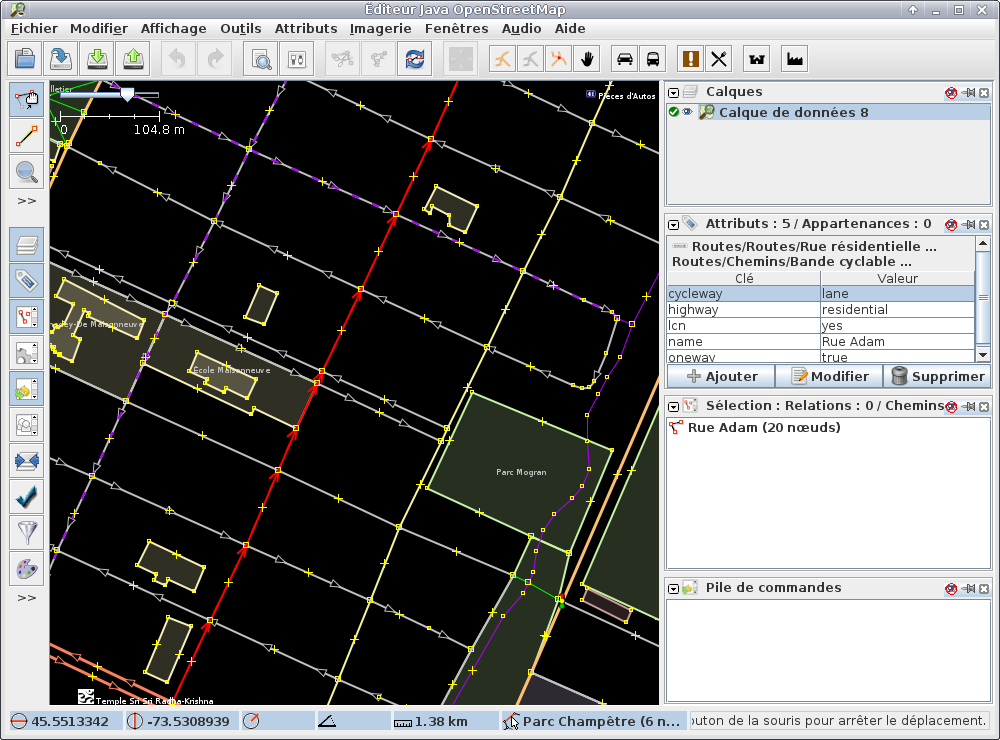 Éditeur Java OpenStreetMap
Fichier Modifier Affichage Outils Attributs Imagerie Fenêtres Audio Aide
lletier
0 104.8 m
Pièces d'Autos
École Maisonneuve
Parc Mogran
Temple Sri Sri Radha-Krishna
>>
>>
Calques
Calque de données 8
Attributs : 5 / Appartenances : 0
Routes/Routes/Rue résidentielle ...
Routes/Chemins/Bande cyclable ...
Clé Valeur
cycleway lane
highway residential
lcn yes
name Rue Adam
oneway true
Ajouter Modifier Supprimer
Sélection : Relations : 0 / Chemins
Rue Adam (20 nœuds)
Pile de commandes
45.5513342 -73.5308939 1.38 km Parc Champêtre (6 n... outon de la souris pour arrêter le déplacement.